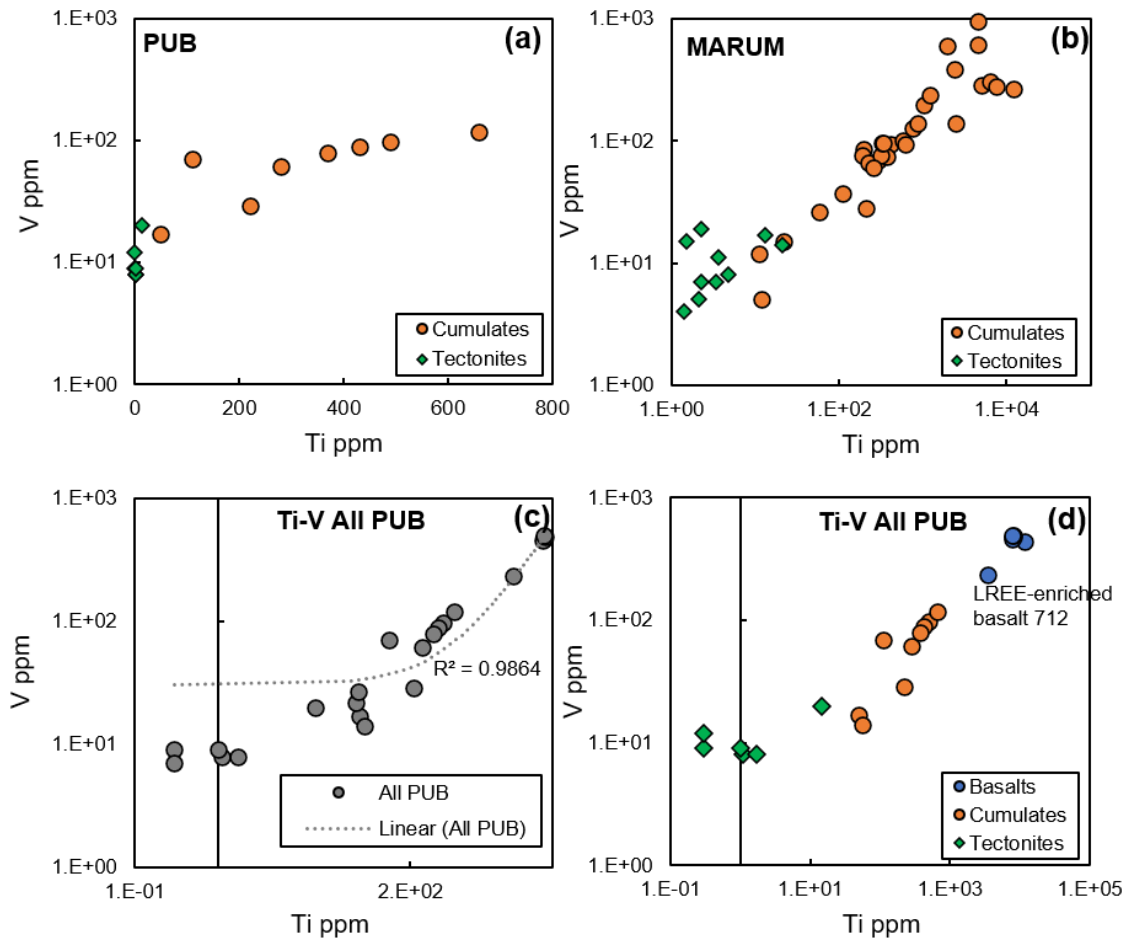 PUB
(a)
1.E+03
1.E+02
1.E+01
1.E+00
V ppm
Cumulates
Tectonites
0
200
400
600
800
Ti ppm
MARUM
(b)
1.E+03
1.E+02
1.E+01
1.E+00
V ppm
Cumulates
Tectonites
1.E+00
1.E+02
1.E+04
Ti ppm
Ti-V All PUB
(c)
1.E+03
1.E+02
1.E+01
1.E+00
V ppm
R² = 0.9864
All PUB
Linear (All PUB)
1.E-01
2.E+02
Ti ppm
Ti-V All PUB
(d)
1.E+03
1.E+02
1.E+01
1.E+00
V ppm
LREE-enriched
basalt 712
Basalts
Cumulates
Tectonites
1.E-01
1.E+01
1.E+03
1.E+05
Ti ppm